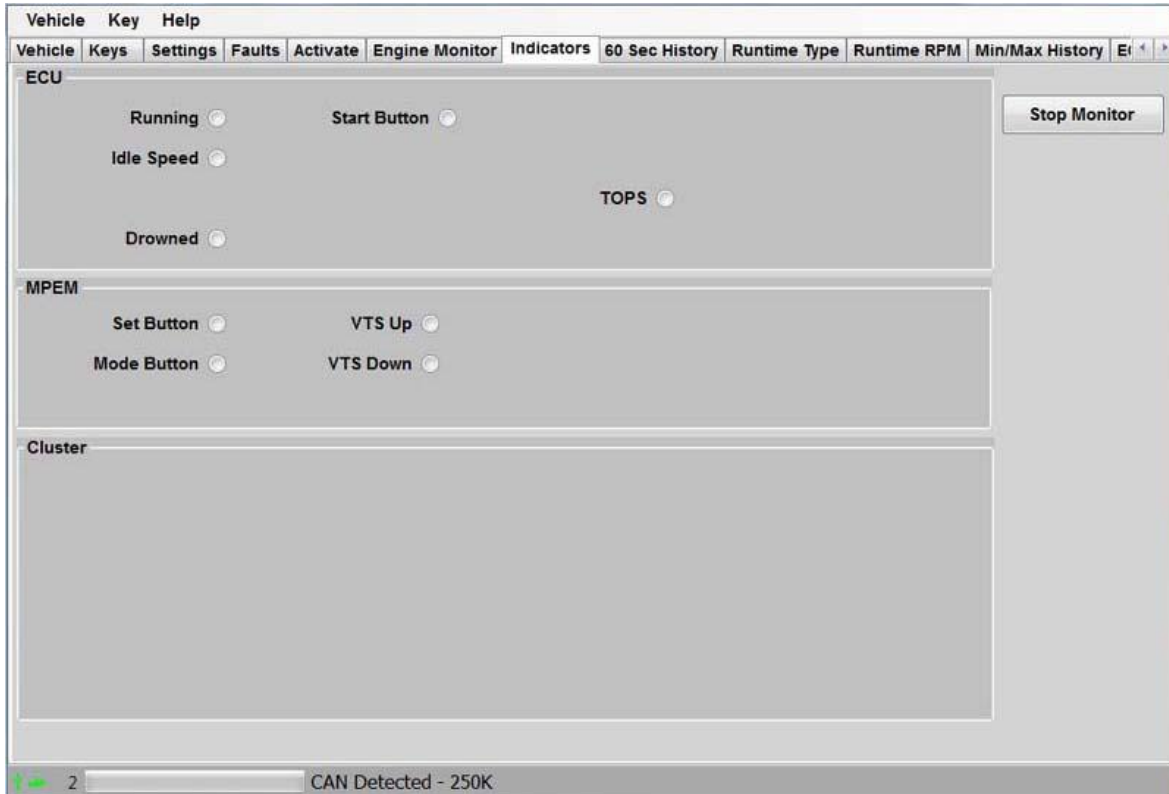 Vehicle Key Help
Vehicle Keys Settings Faults Activate Engine Monitor Indicators 60 Sec History Runtime Type Runtime RPM Min/Max History
ECU
Running Start Button Stop Monitor
Idle Speed
TOPS
Drowned
MPEM
Set Button VTS Up
Mode Button VTS Down
Cluster
2 CAN Detected - 250K